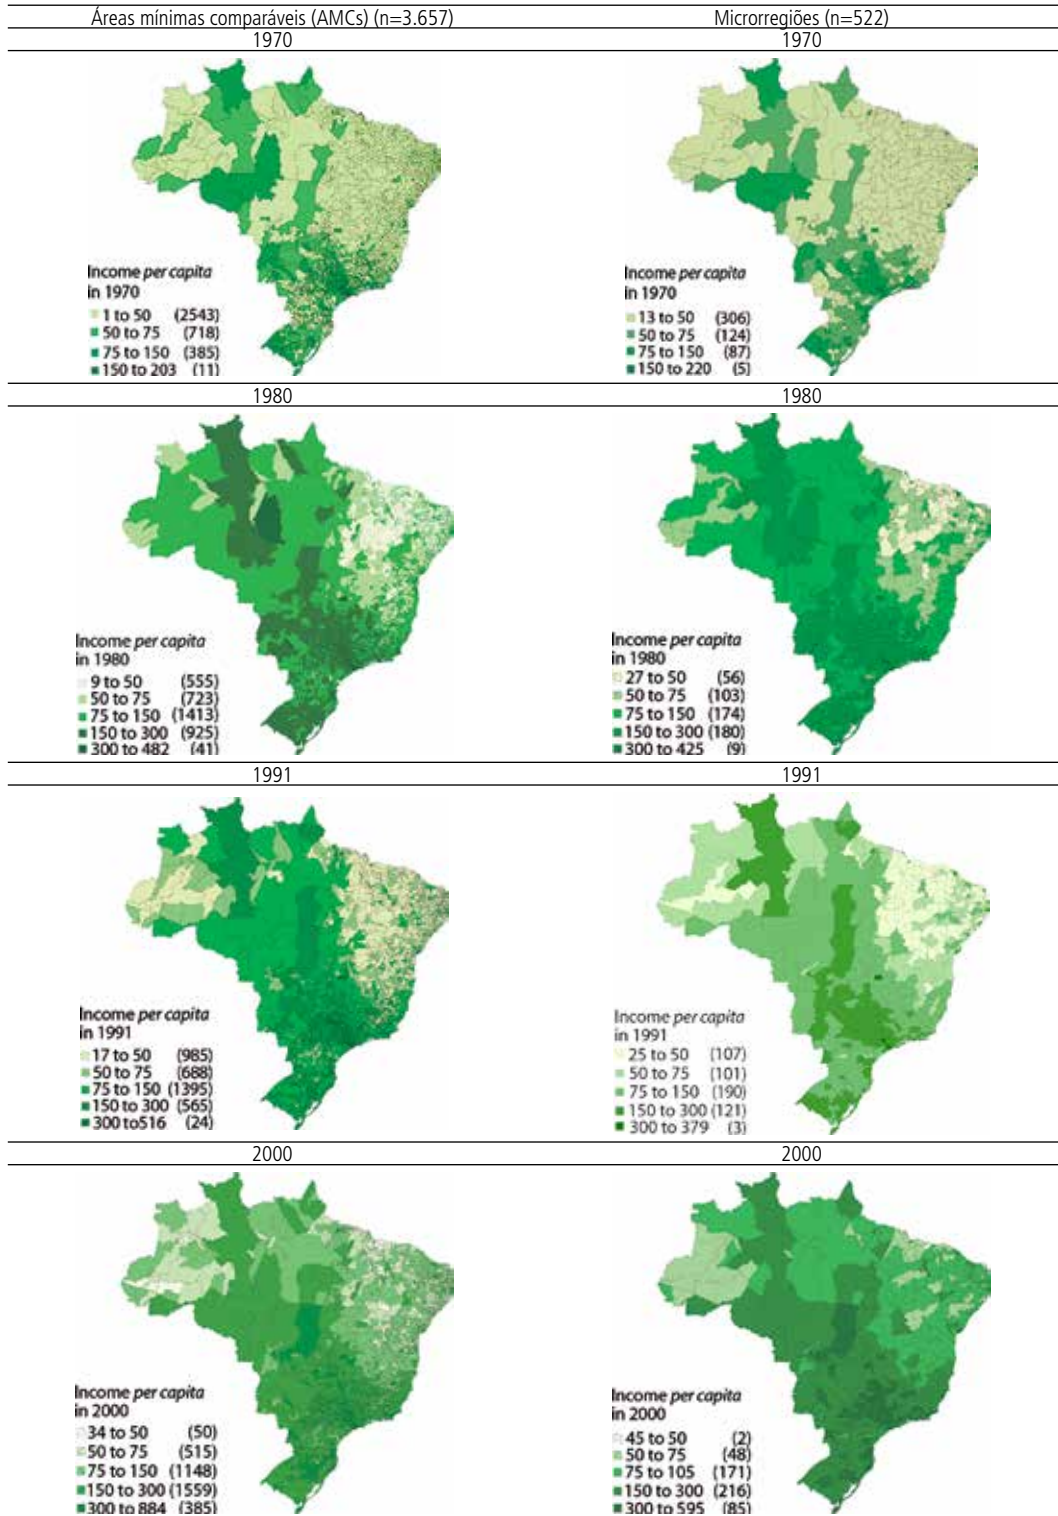 Áreas mínimas comparáveis (AMCs) (n=3.657)
Microrregiões (n=522)
1970
1970
Income per capita
in 1970
1 to 50 (2543)
50 to 75 (718)
75 to 150 (385)
150 to 203 (11)
Income per capita
in 1970
13 to 50 (306)
50 to 75 (124)
75 to 150 (87)
150 to 220 (5)
1980
1980
Income per capita
in 1980
9 to 50 (555)
50 to 75 (723)
75 to 150 (1413)
150 to 300 (925)
300 to 482 (41)
Income per capita
in 1980
27 to 50 (56)
50 to 75 (103)
75 to 150 (174)
150 to 300 (180)
300 to 425 (9)
1991
1991
Income per capita
in 1991
17 to 50 (985)
50 to 75 (688)
75 to 150 (1395)
150 to 300 (565)
300 to516 (24)
Income per capita
in 1991
25 to 50 (107)
50 to 75 (101)
75 to 150 (190)
150 to 300 (121)
300 to 379 (3)
2000
2000
Income per capita
in 2000
34 to 50 (50)
50 to 75 (515)
75 to 150 (1148)
150 to 300 (1559)
300 to 884 (385)
Income per capita
in 2000
45 to 50 (2)
50 to 75 (48)
75 to 105 (171)
150 to 300 (216)
300 to 595 (85)